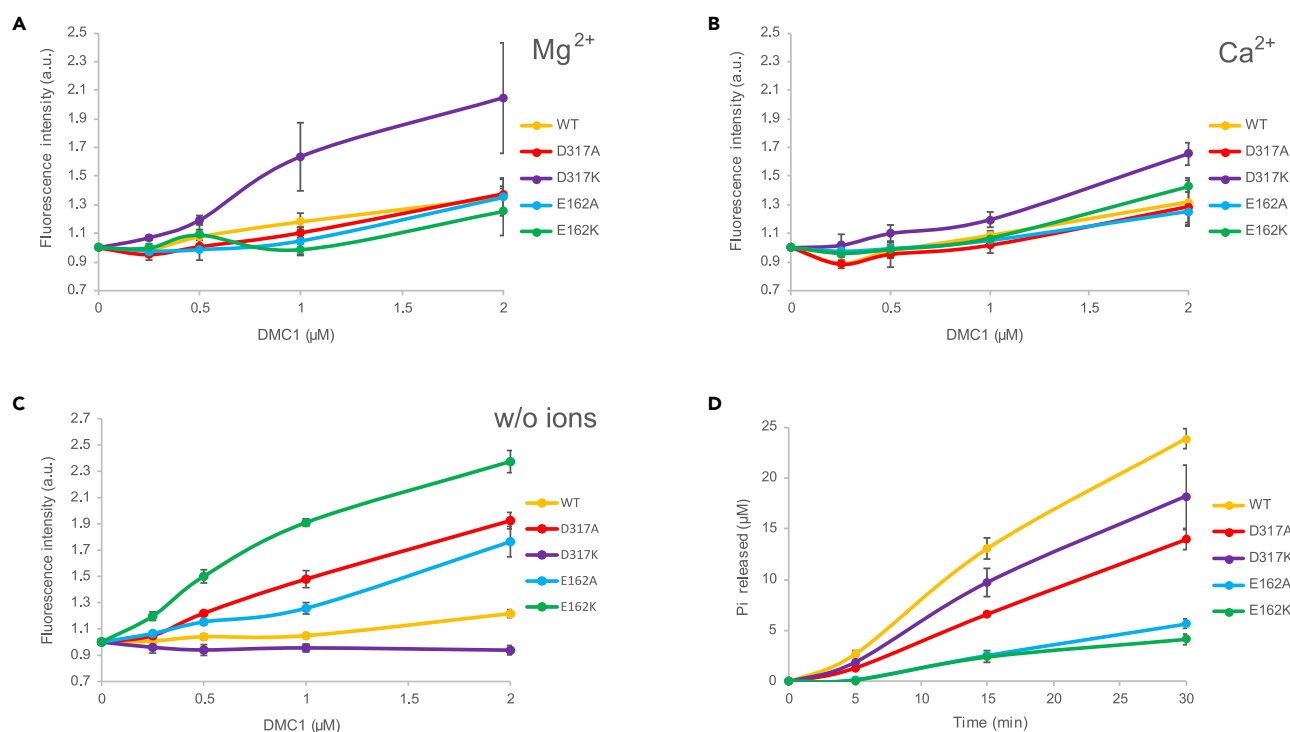 A
Mg2+
Fluorescence intensity (a.u.)
2.5
2.3
2.1
1.9
1.7
1.5
1.3
1.1
0.9
0.7
0
0.5
1
1.5
2
DMC1 (µM)
WT
D317A
D317K
E162A
E162K
B
Ca2+
Fluorescence intensity (a.u.)
2.5
2.3
2.1
1.9
1.7
1.5
1.3
1.1
0.9
0.7
0
0.5
1
1.5
2
DMC1 (µM)
WT
D317A
D317K
E162A
E162K
C
w/o ions
Fluorescence intensity (a.u.)
2.7
2.5
2.3
2.1
1.9
1.7
1.5
1.3
1.1
0.9
0.7
0
0.5
1
1.5
2
DMC1 (µM)
WT
D317A
D317K
E162A
E162K
D
Pi released (µM)
25
20
15
10
5
0
0
5
10
15
20
25
30
Time (min)
WT
D317A
D317K
E162A
E162K